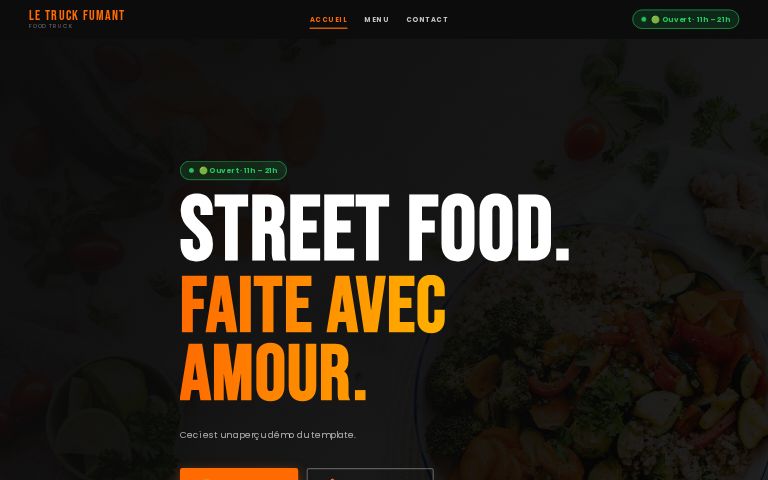 LE TRUCK FUMANT
FOOD TRUCK
ACCUEIL MENU CONTACT
Ouvert · 11h – 21h
Ouvert · 11h – 21h
STREET FOOD.
FAITE AVEC
AMOUR.
Ceci est un aperçu démo du template.